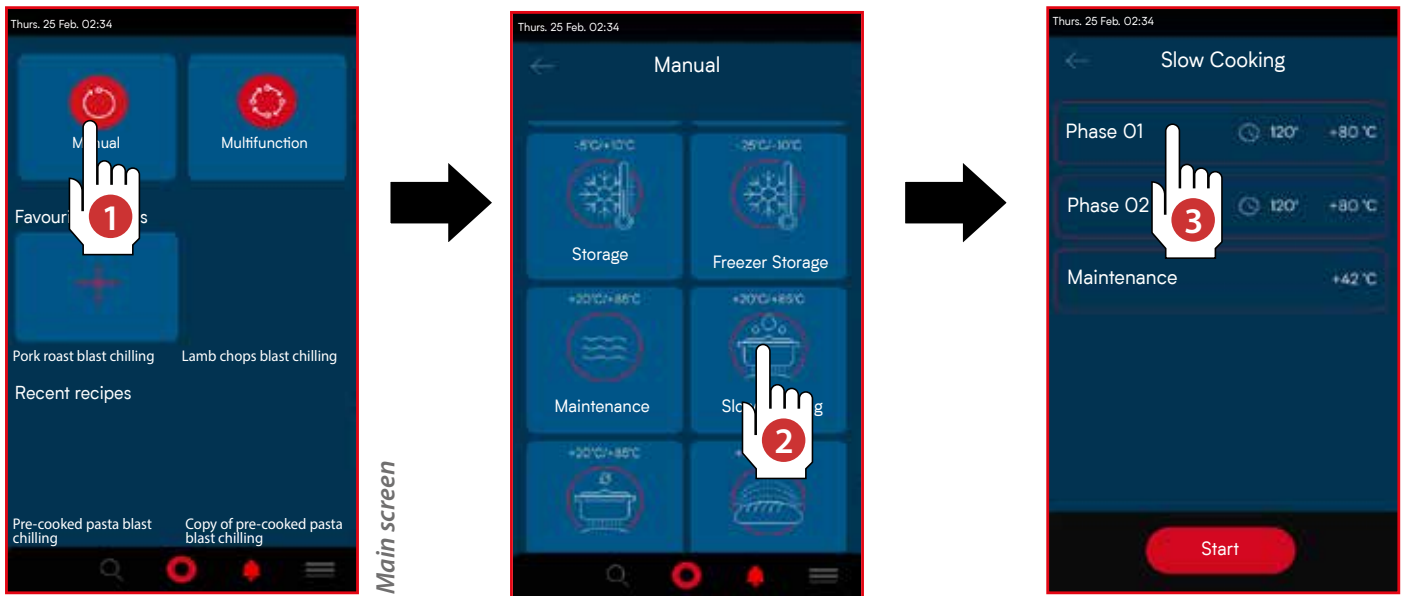 Thurs. 25 Feb. 02:34
Manual
Multifunction
1
Pork roast blast chilling
Lamb chops blast chilling
Recent recipes
Pre-cooked pasta blast
chilling
Copy of pre-cooked pasta
blast chilling
Main screen
Thurs. 25 Feb. 02:34
Manual
-5°C/+10°C
-25°C/-10°C
Storage
Freezer Storage
+20°C/+85°C
+20°C/+85°C
Maintenance
2
+20°C/+85°C
Thurs. 25 Feb. 02:34
Slow Cooking
Phase 01
120'
+80 °C
Phase 02
120'
+80 °C
3
Maintenance
+42 °C
Start